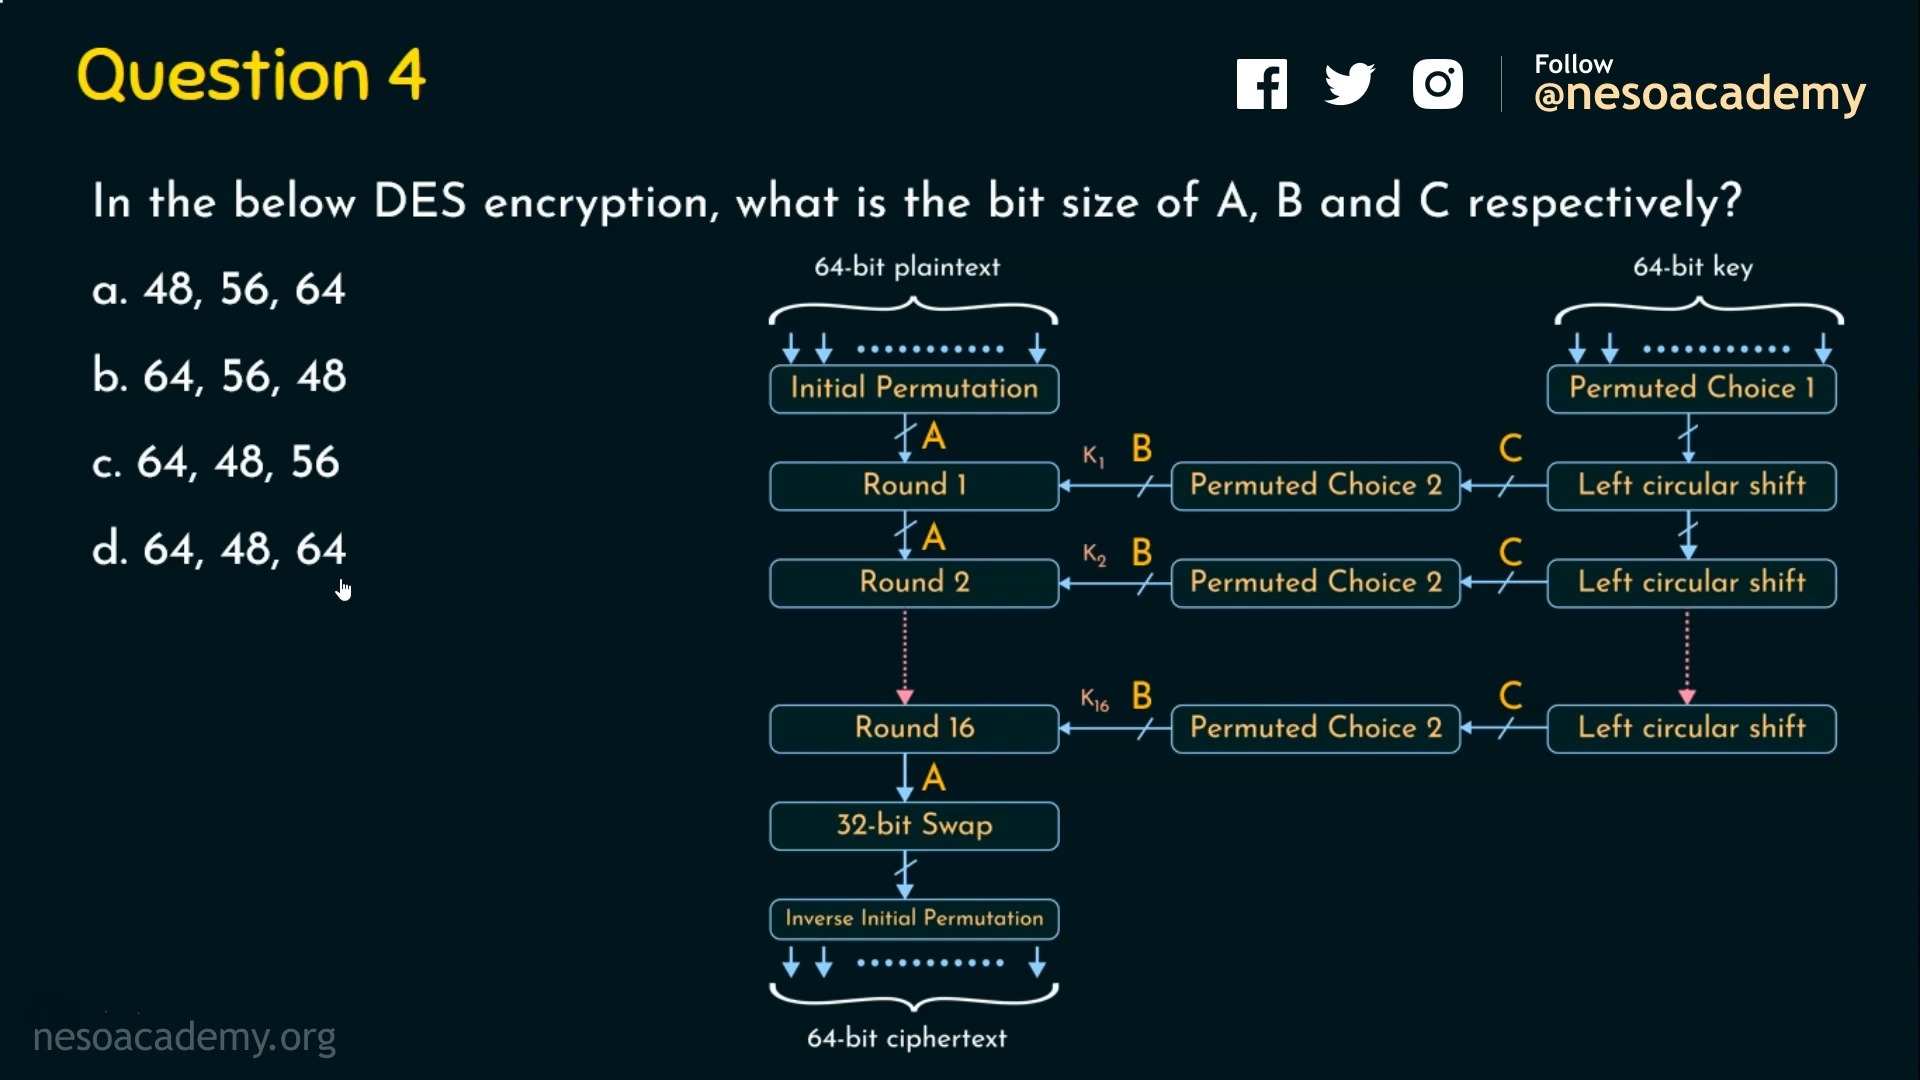 Question 4
Follow
@nesoacademy
In the below DES encryption, what is the bit size of A, B and C respectively?
a. 48, 56, 64
b. 64, 56, 48
c. 64, 48, 56
d. 64, 48, 64
64-bit plaintext
64-bit key
Initial Permutation
Permuted Choice 1
A
K₁ B
C
Round 1
Permuted Choice 2
Left circular shift
A
K₂ B
C
Round 2
Permuted Choice 2
Left circular shift
K₁₆ B
C
Round 16
Permuted Choice 2
Left circular shift
A
32-bit Swap
Inverse Initial Permutation
64-bit ciphertext
nesoacademy.org